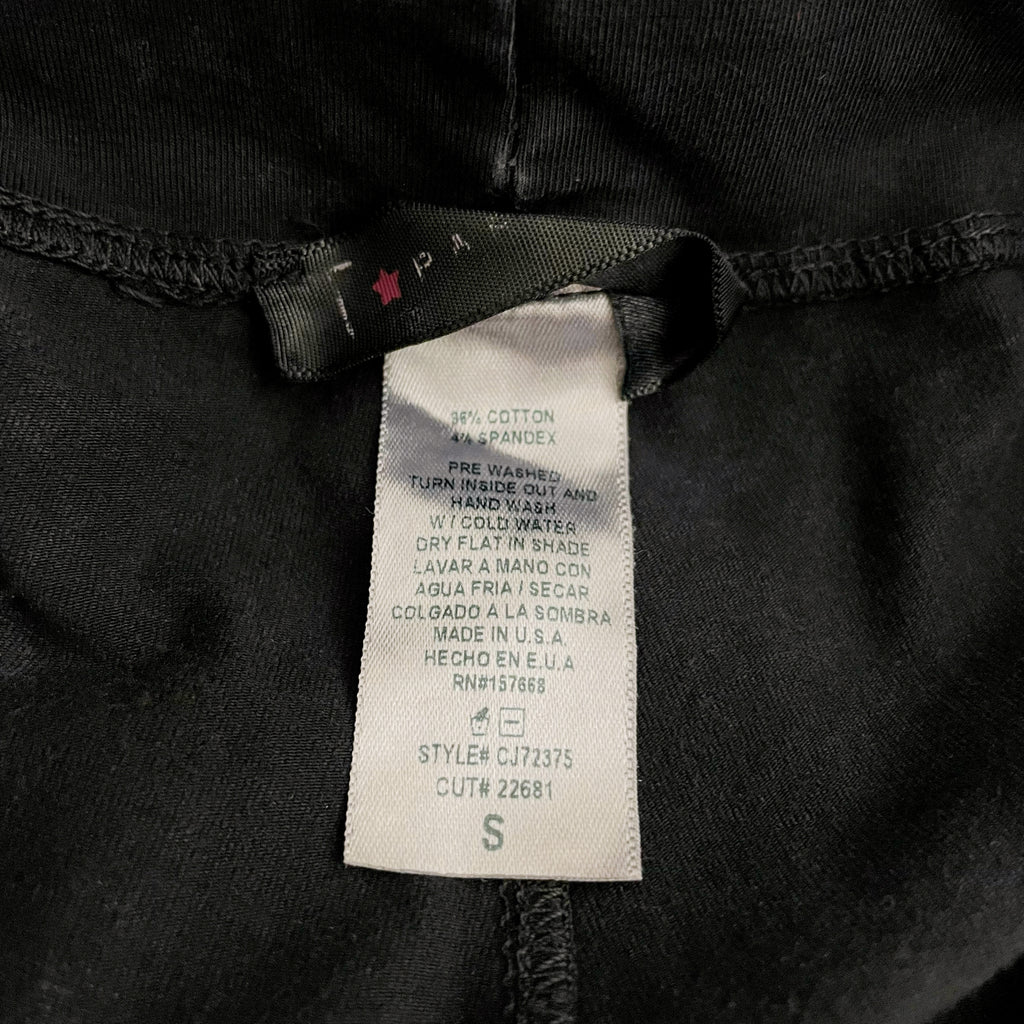 96% COTTON
4% SPANDEX
PRE WASHED
TURN INSIDE OUT AND
HAND WASH
W/ COLD WATER
DRY FLAT IN SHADE
LAVAR A MANO CON
AGUA FRIA / SECAR
COLGADO A LA SOMBRA
MADE IN U.S.A.
HECHO EN E.U.A
RN#157668
STYLE# CJ72375
CUT# 22681
S